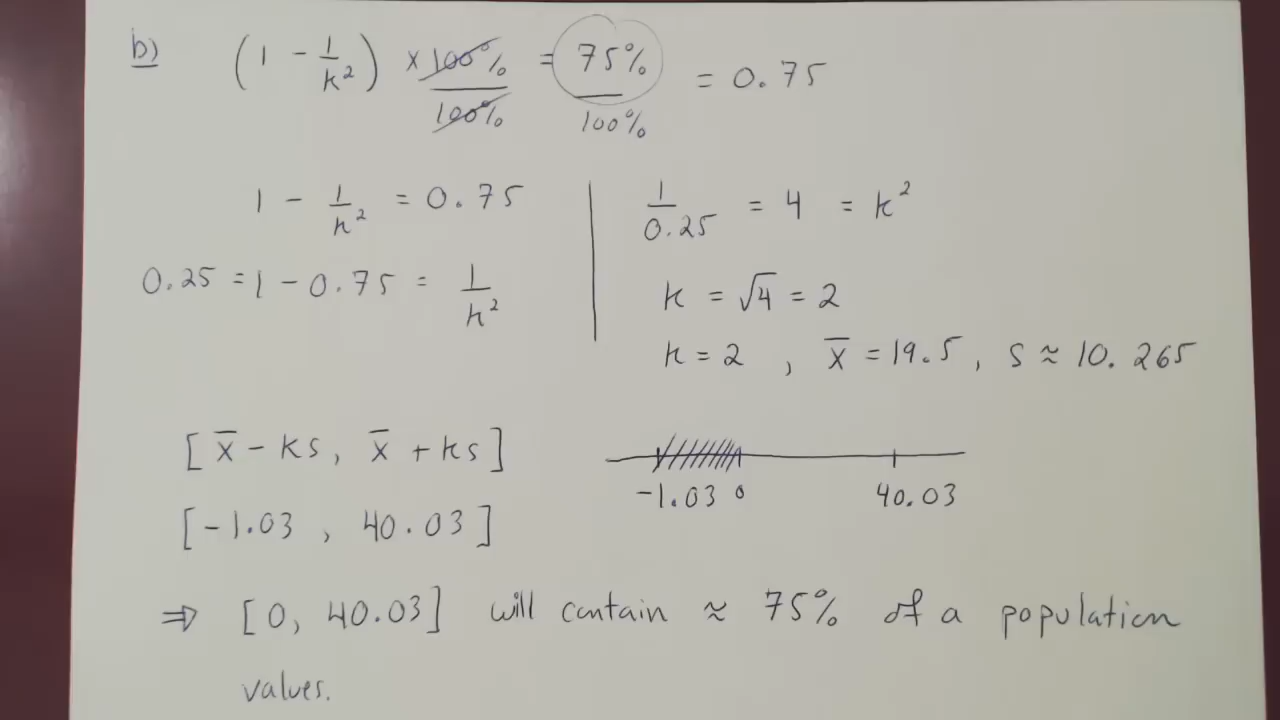 b) (1 - 1/k²) × 100%/100% = 75%/100% = 0.75
1 - 1/k² = 0.75
0.25 = 1 - 0.75 = 1/k²
1/0.25 = 4 = k²
k = √4 = 2
k = 2 , x̄ = 19.5 , s ≈ 10.265
[x̄ - ks, x̄ + ks]
[-1.03 , 40.03]
-1.03 0 40.03
⇒ [0, 40.03] will contain ≈ 75% of a population
values.